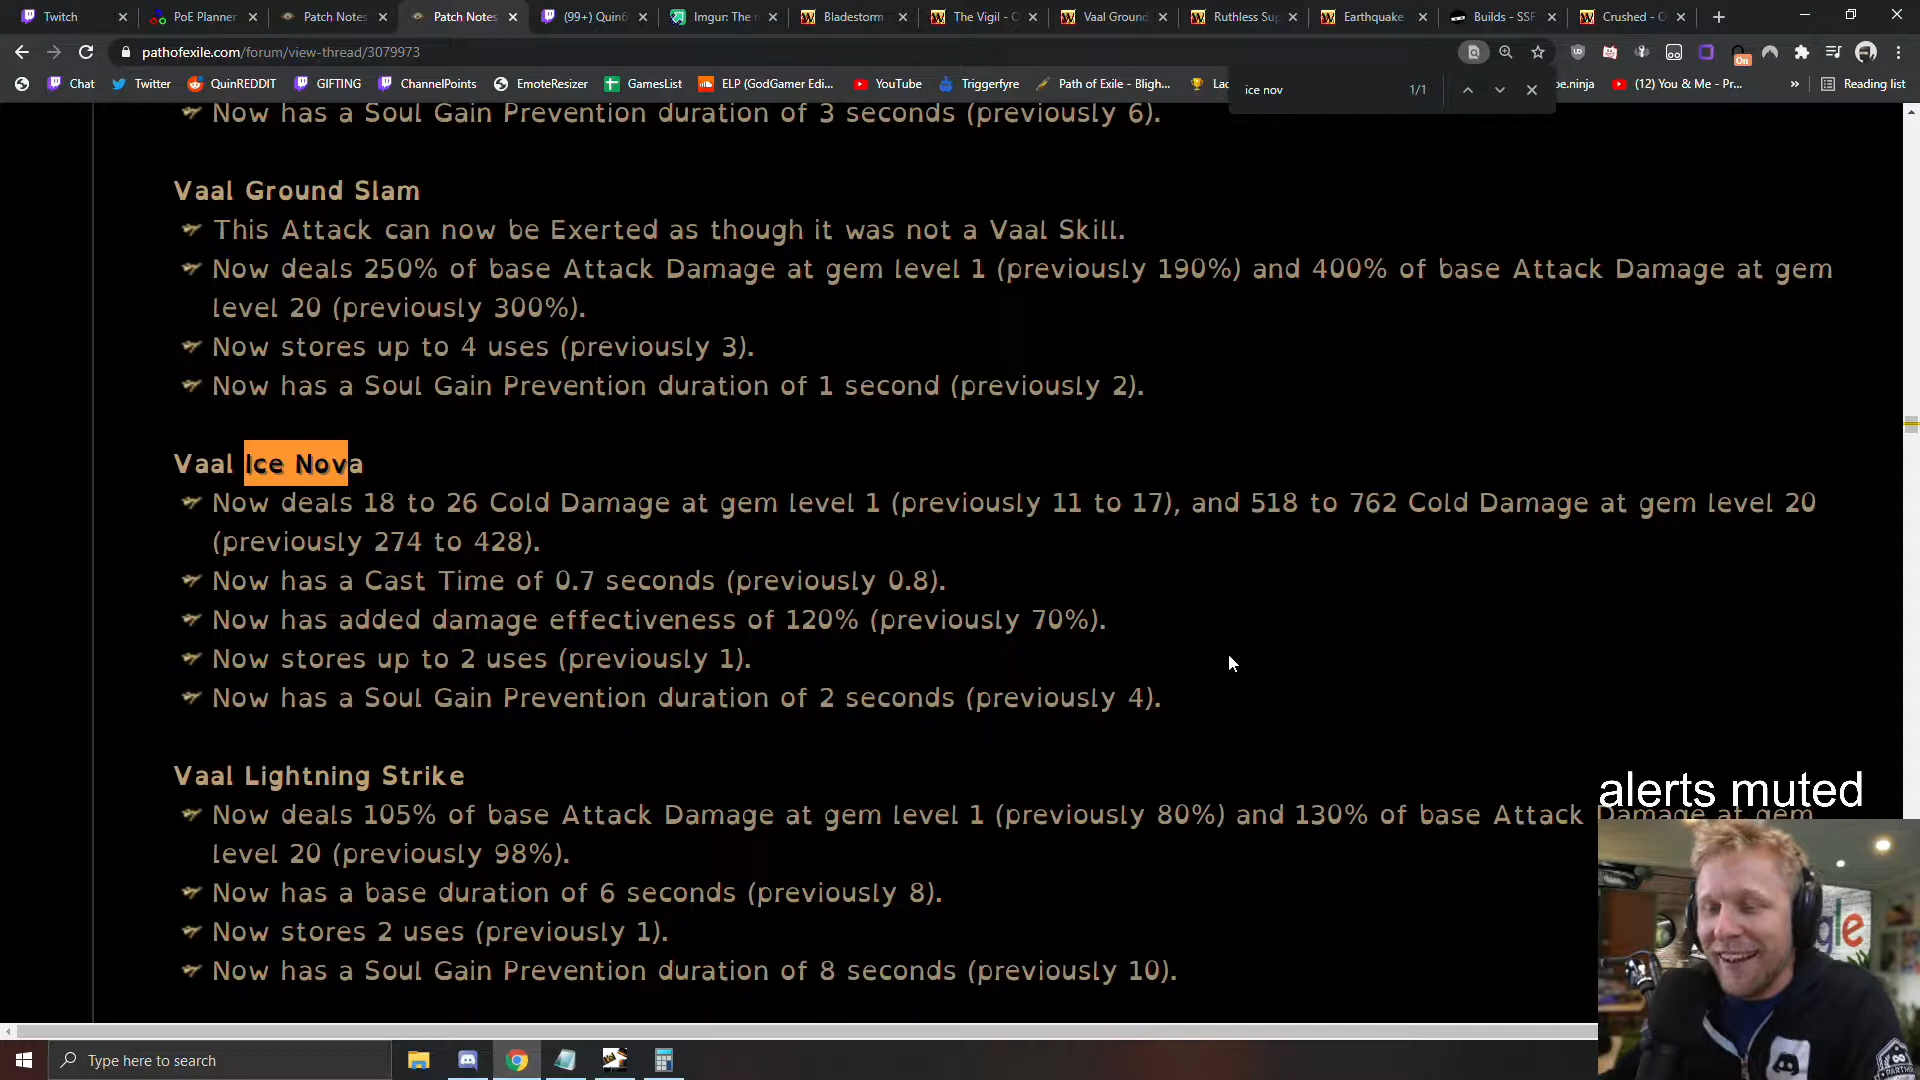 Twitch
PoE Planner
Patch Notes
Patch Notes
(99+) Quin6
Imgur: The m
Bladestorm
The Vigil - O
Vaal Ground
Ruthless Sup
Earthquake
Builds - SSF
Crushed - O
pathofexile.com/forum/view-thread/3079973
Chat
Twitter
QuinREDDIT
GIFTING
ChannelPoints
EmoteResizer
GamesList
ELP (GodGamer Edi...
YouTube
Triggerfyre
Path of Exile - Bligh...
ice nov
1/1
(12) You & Me - Pr...
»
Reading list
On
Now has a Soul Gain Prevention duration of 3 seconds (previously 6).
Vaal Ground Slam
This Attack can now be Exerted as though it was not a Vaal Skill.
Now deals 250% of base Attack Damage at gem level 1 (previously 190%) and 400% of base Attack Damage at gem
level 20 (previously 300%).
Now stores up to 4 uses (previously 3).
Now has a Soul Gain Prevention duration of 1 second (previously 2).
Vaal Ice Nova
Now deals 18 to 26 Cold Damage at gem level 1 (previously 11 to 17), and 518 to 762 Cold Damage at gem level 20
(previously 274 to 428).
Now has a Cast Time of 0.7 seconds (previously 0.8).
Now has added damage effectiveness of 120% (previously 70%).
Now stores up to 2 uses (previously 1).
Now has a Soul Gain Prevention duration of 2 seconds (previously 4).
Vaal Lightning Strike
alerts muted
Now deals 105% of base Attack Damage at gem level 1 (previously 80%) and 130% of base Attack Damage at gem
level 20 (previously 98%).
Now has a base duration of 6 seconds (previously 8).
Now stores 2 uses (previously 1).
Now has a Soul Gain Prevention duration of 8 seconds (previously 10).
Type here to search